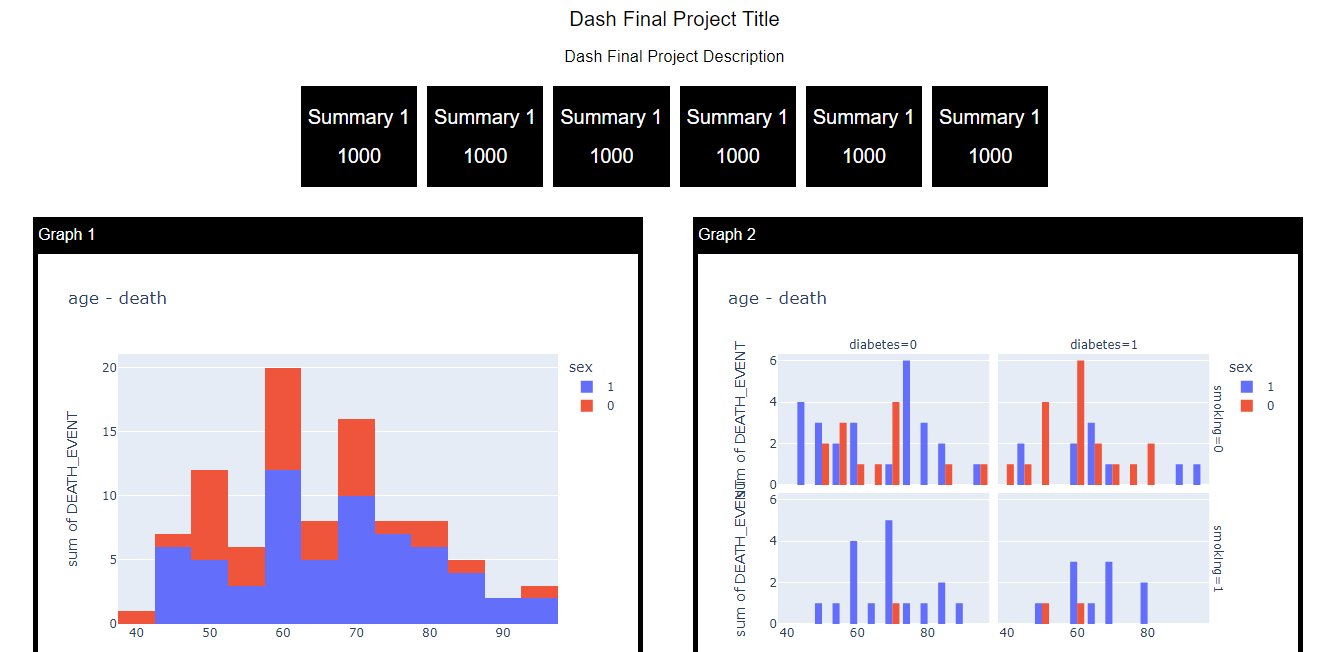 Dash Final Project Title
Dash Final Project Description
Summary 1 Summary 1 Summary 1 Summary 1 Summary 1 Summary 1
1000 1000 1000 1000 1000 1000
Graph 1
age - death
sum of DEATH_EVENT
20
15
10
5
0
40 50 60 70 80 90
sex
1
0
Graph 2
age - death
diabetes=0 diabetes=1
sum of DEATH_EVENT
6
4
2
0
smoking=0
sum of DEATH_EVENT
6
4
2
0
smoking=1
40 60 80 40 60 80
sex
1
0